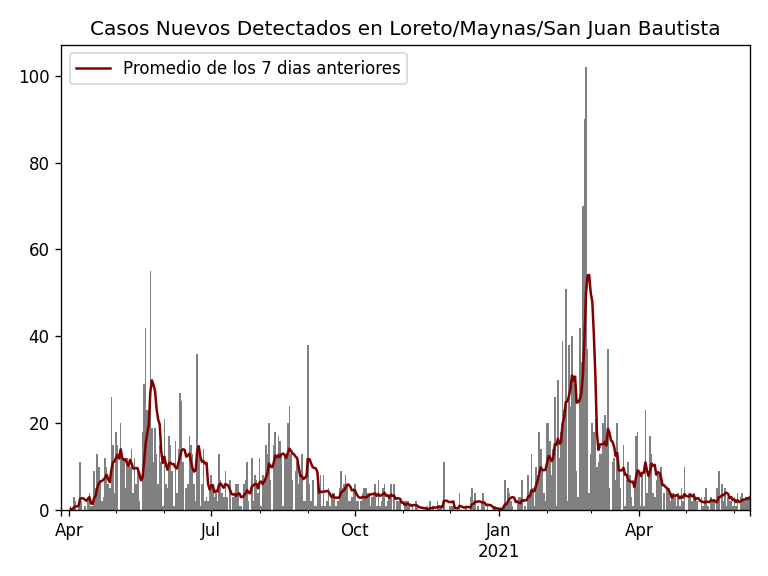 Casos Nuevos Detectados en Loreto/Maynas/San Juan Bautista
Promedio de los 7 dias anteriores
100
80
60
40
20
0
Apr Jul Oct Jan Apr
2021